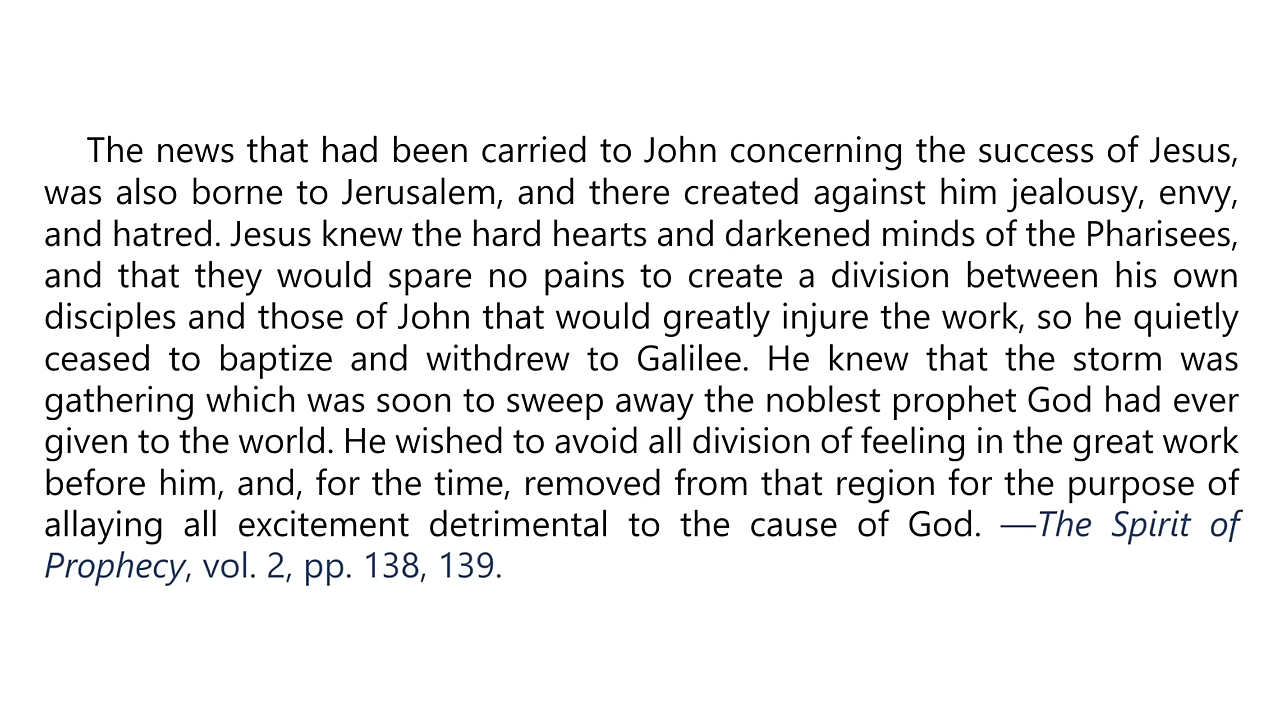 The news that had been carried to John concerning the success of Jesus,
was also borne to Jerusalem, and there created against him jealousy, envy,
and hatred. Jesus knew the hard hearts and darkened minds of the Pharisees,
and that they would spare no pains to create a division between his own
disciples and those of John that would greatly injure the work, so he quietly
ceased to baptize and withdrew to Galilee. He knew that the storm was
gathering which was soon to sweep away the noblest prophet God had ever
given to the world. He wished to avoid all division of feeling in the great work
before him, and, for the time, removed from that region for the purpose of
allaying all excitement detrimental to the cause of God. —The Spirit of
Prophecy, vol. 2, pp. 138, 139.